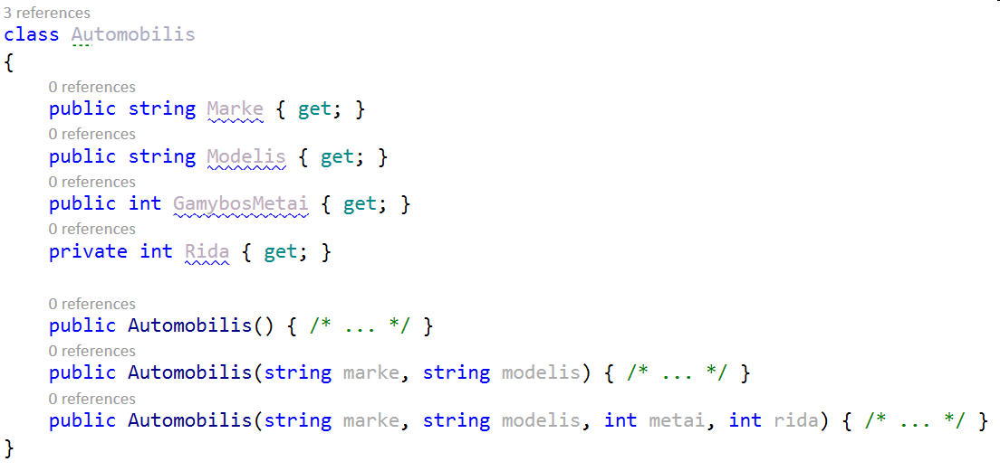 3 references
class Automobilis
{
0 references
public string Marke { get; }
0 references
public string Modelis { get; }
0 references
public int GamybosMetai { get; }
0 references
private int Rida { get; }
0 references
public Automobilis() { /* ... */ }
0 references
public Automobilis(string marke, string modelis) { /* ... */ }
0 references
public Automobilis(string marke, string modelis, int metai, int rida) { /* ... */ }
}